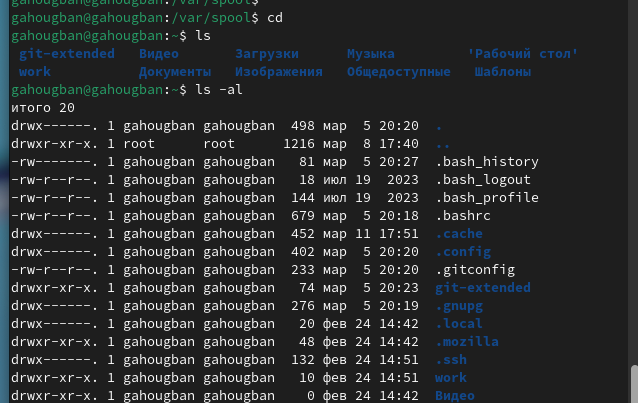 gahougban@gahougban:/var/spool$
gahougban@gahougban:/var/spool$ cd
gahougban@gahougban:~$ ls
git-extended Видео Загрузки Музыка 'Рабочий стол'
work Документы Изображения Общедоступные Шаблоны
gahougban@gahougban:~$ ls -al
итого 20
drwx------. 1 gahougban gahougban 498 мар 5 20:20 .
drwxr-xr-x. 1 root root 1216 мар 8 17:40 ..
-rw-------. 1 gahougban gahougban 81 мар 5 20:27 .bash_history
-rw-r--r--. 1 gahougban gahougban 18 июл 19 2023 .bash_logout
-rw-r--r--. 1 gahougban gahougban 144 июл 19 2023 .bash_profile
-rw-r--r--. 1 gahougban gahougban 679 мар 5 20:18 .bashrc
drwx------. 1 gahougban gahougban 452 мар 11 17:51 .cache
drwx------. 1 gahougban gahougban 402 мар 5 20:20 .config
-rw-r--r--. 1 gahougban gahougban 233 мар 5 20:20 .gitconfig
drwxr-xr-x. 1 gahougban gahougban 74 мар 5 20:23 git-extended
drwx------. 1 gahougban gahougban 276 мар 5 20:19 .gnupg
drwx------. 1 gahougban gahougban 20 фев 24 14:42 .local
drwxr-xr-x. 1 gahougban gahougban 48 фев 24 14:42 .mozilla
drwx------. 1 gahougban gahougban 132 фев 24 14:51 .ssh
drwxr-xr-x. 1 gahougban gahougban 10 фев 24 14:51 work
drwxr-xr-x. 1 gahougban gahougban 0 фев 24 14:42 Видео